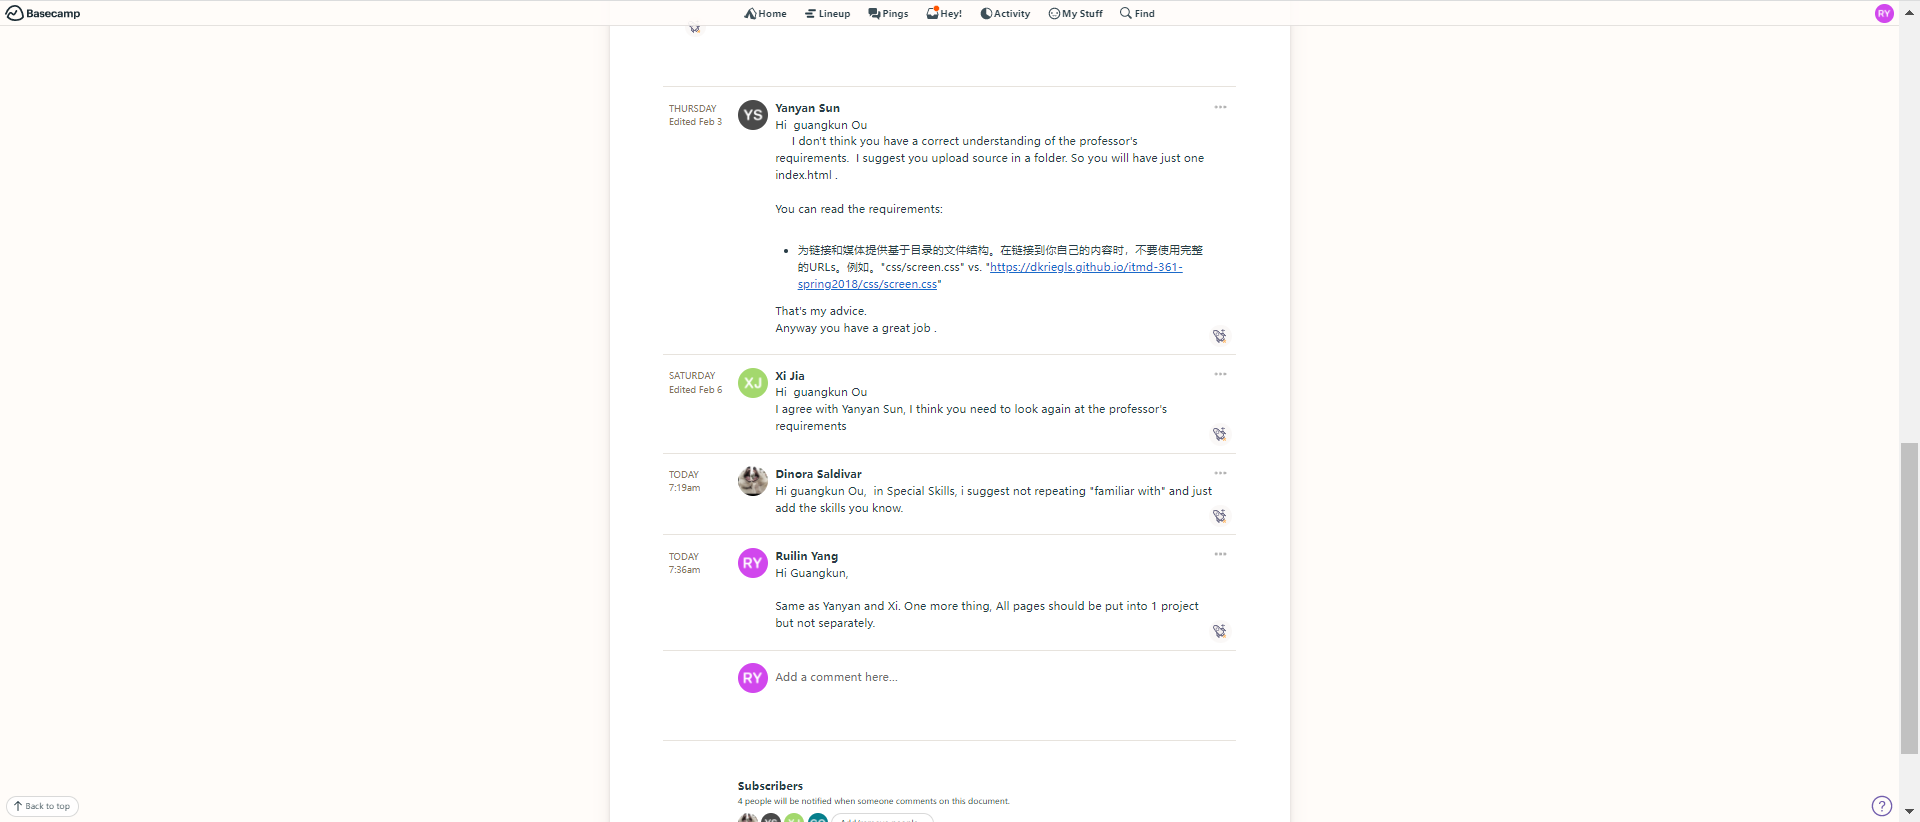 Basecamp
Home Lineup Pings Hey! Activity My Stuff Find
RY
THURSDAY
Edited Feb 3
YS
Yanyan Sun
Hi guangkun Ou
I don't think you have a correct understanding of the professor's
requirements. I suggest you upload source in a folder. So you will have just one
index.html .
You can read the requirements:
为链接和媒体提供基于目录的文件结构。在链接到你自己的内容时，不要使用完整
的URLs。例如。"css/screen.css" vs. "https://dkriegls.github.io/itmd-361-
spring2018/css/screen.css"
That's my advice.
Anyway you have a great job .
SATURDAY
Edited Feb 6
XJ
Xi Jia
Hi guangkun Ou
I agree with Yanyan Sun, I think you need to look again at the professor's
requirements
TODAY
7:19am
Dinora Saldivar
Hi guangkun Ou, in Special Skills, i suggest not repeating "familiar with" and just
add the skills you know.
TODAY
7:36am
RY
Ruilin Yang
Hi Guangkun,
Same as Yanyan and Xi. One more thing, All pages should be put into 1 project
but not separately.
RY
Add a comment here...
Subscribers
4 people will be notified when someone comments on this document.
Back to top
?